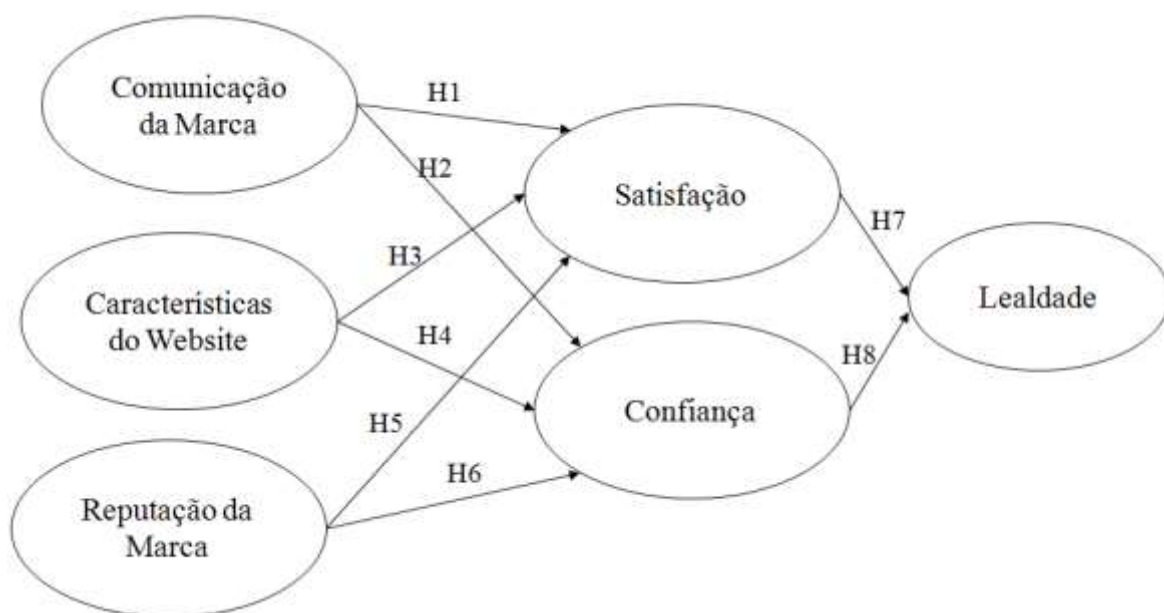 Comunicação
da Marca
H1
H2
Satisfação
H7
H3
Caracteristicas
do Website
Lealdade
H4
H8
Confiança
H5
H6
Reputação da
Marca